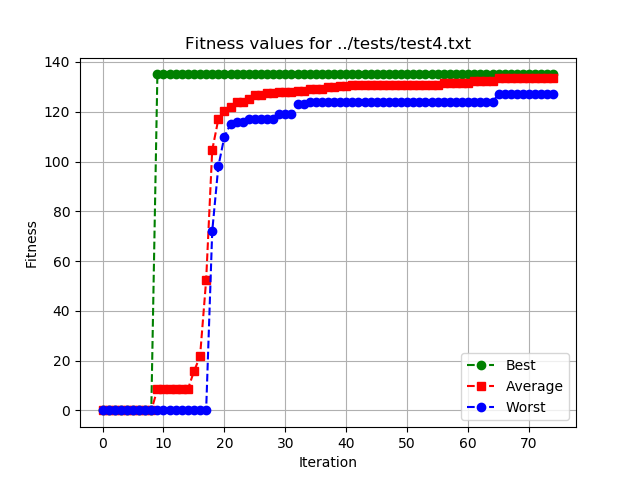 Fitness values for ../tests/test4.txt
140
120
100
80
60
40
20
0
Fitness
Best
Average
Worst
0 10 20 30 40 50 60 70
Iteration